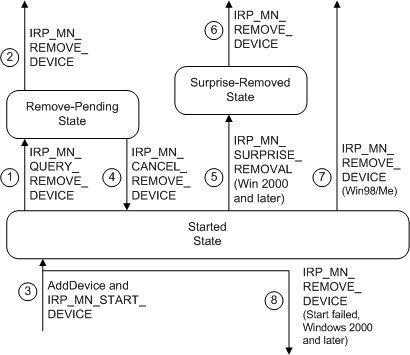 2
IRP_MN_
REMOVE_
DEVICE
6
IRP_MN_
REMOVE_
DEVICE
Remove-Pending
State
Surprise-Removed
State
1
IRP_MN_
QUERY_
REMOVE_
DEVICE
4
IRP_MN_
CANCEL_
REMOVE_
DEVICE
5
IRP_MN_
SURPRISE_
REMOVAL
(Win 2000
and later)
7
IRP_MN_
REMOVE_
DEVICE
(Win98/Me)
Started
State
3
AddDevice and
IRP_MN_START_
DEVICE
8
IRP_MN_
REMOVE_
DEVICE
(Start failed,
Windows 2000
and later)